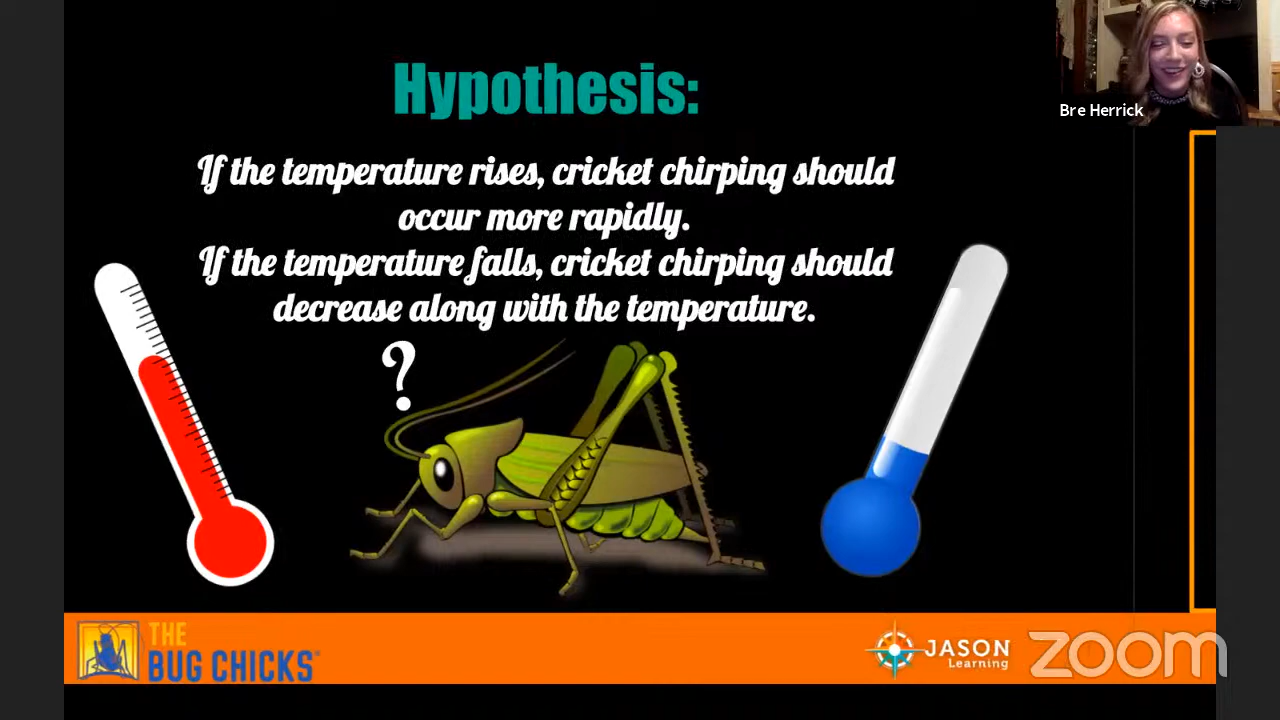 Bre Herrick
Hypothesis:
If the temperature rises, cricket chirping should
occur more rapidly.
If the temperature falls, cricket chirping should
decrease along with the temperature.
?
THE
BUG CHICKS®
JASON
Learning
zoom